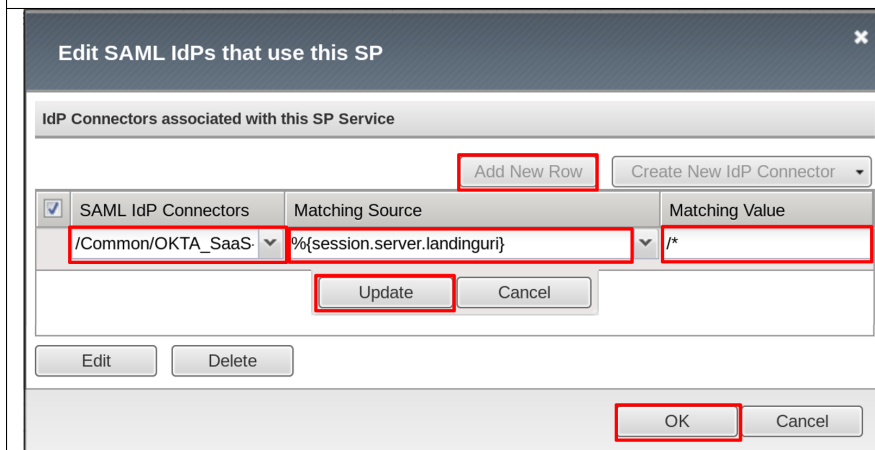 Edit SAML IdPs that use this SP
IdP Connectors associated with this SP Service
Add New Row Create New IdP Connector
SAML IdP Connectors Matching Source Matching Value
/Common/OKTA_SaaS- %{session.server.landinguri} /*
Update Cancel
Edit Delete
OK Cancel